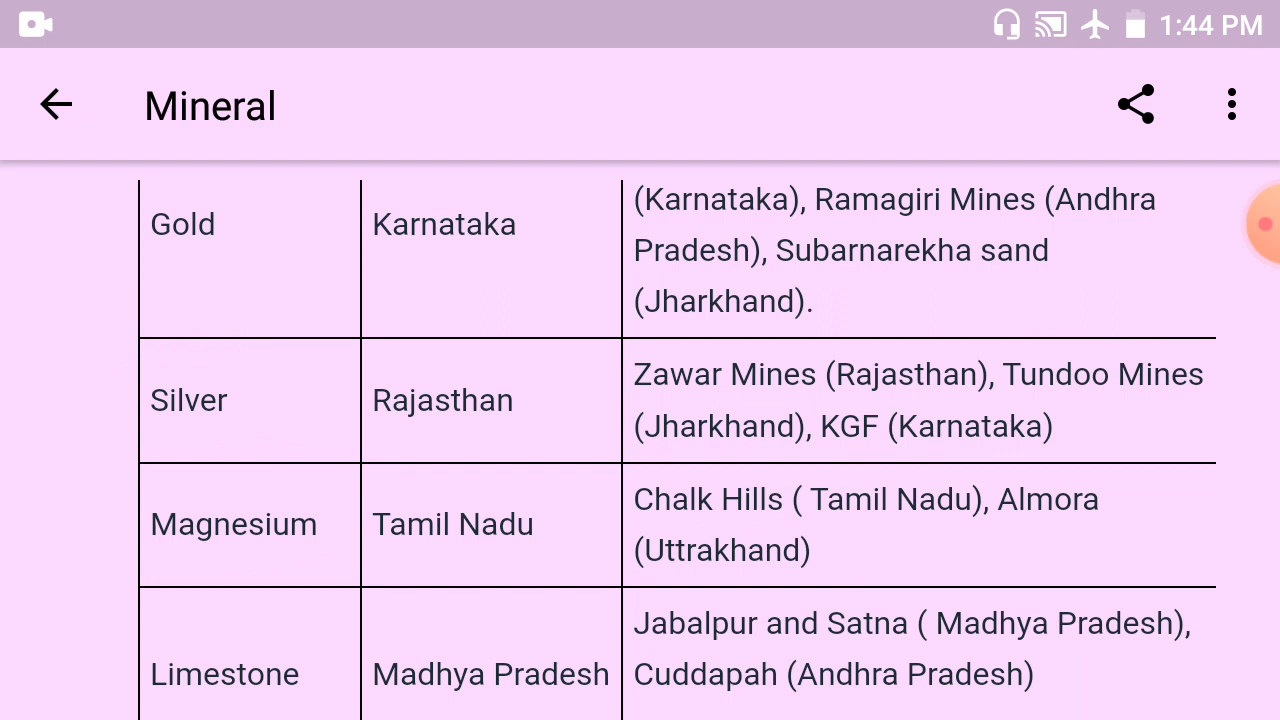 1:44 PM
Mineral
Gold
Karnataka
(Karnataka), Ramagiri Mines (Andhra
Pradesh), Subarnarekha sand
(Jharkhand).
Silver
Rajasthan
Zawar Mines (Rajasthan), Tundoo Mines
(Jharkhand), KGF (Karnataka)
Magnesium
Tamil Nadu
Chalk Hills ( Tamil Nadu), Almora
(Uttrakhand)
Limestone
Madhya Pradesh
Jabalpur and Satna ( Madhya Pradesh),
Cuddapah (Andhra Pradesh)